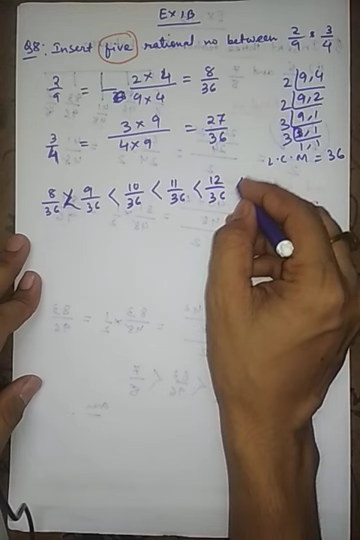 EX 1B
Q8: Insert five rational no between 2/9 & 3/4
2/9 = 2×4/9×4 = 8/36
3/4 = 3×9/4×9 = 27/36
2 | 9, 4
2 | 9, 2
3 | 9, 1
3 | 3, 1
1, 1
L.C.M = 36
8/36 < 9/36 < 10/36 < 11/36 < 12/36